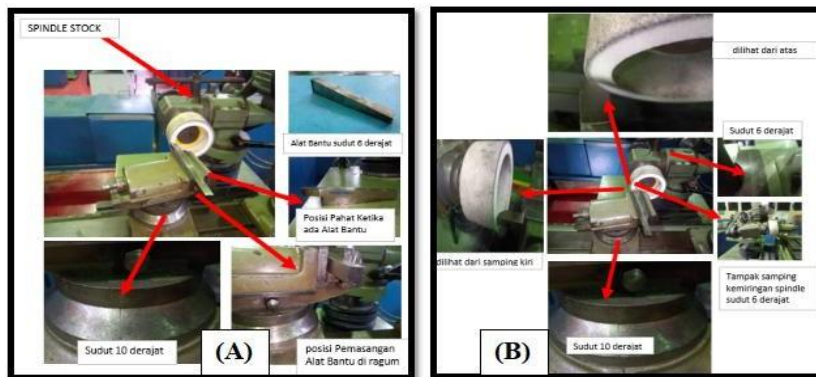 SPINDLE STOCK
Alat Bantu sudut 6 derajat
Posisi Pahat Ketika
ada Alat Bantu
Sudut 10 derajat
(A)
posisi Pemasangan
Alat Bantu di ragum
dilihat dari atas
Sudut 6 derajat
dilihat dari samping kiri
Tampak samping
kemiringan spindle
sudut 6 derajat
(B)
Sudut 10 derajat